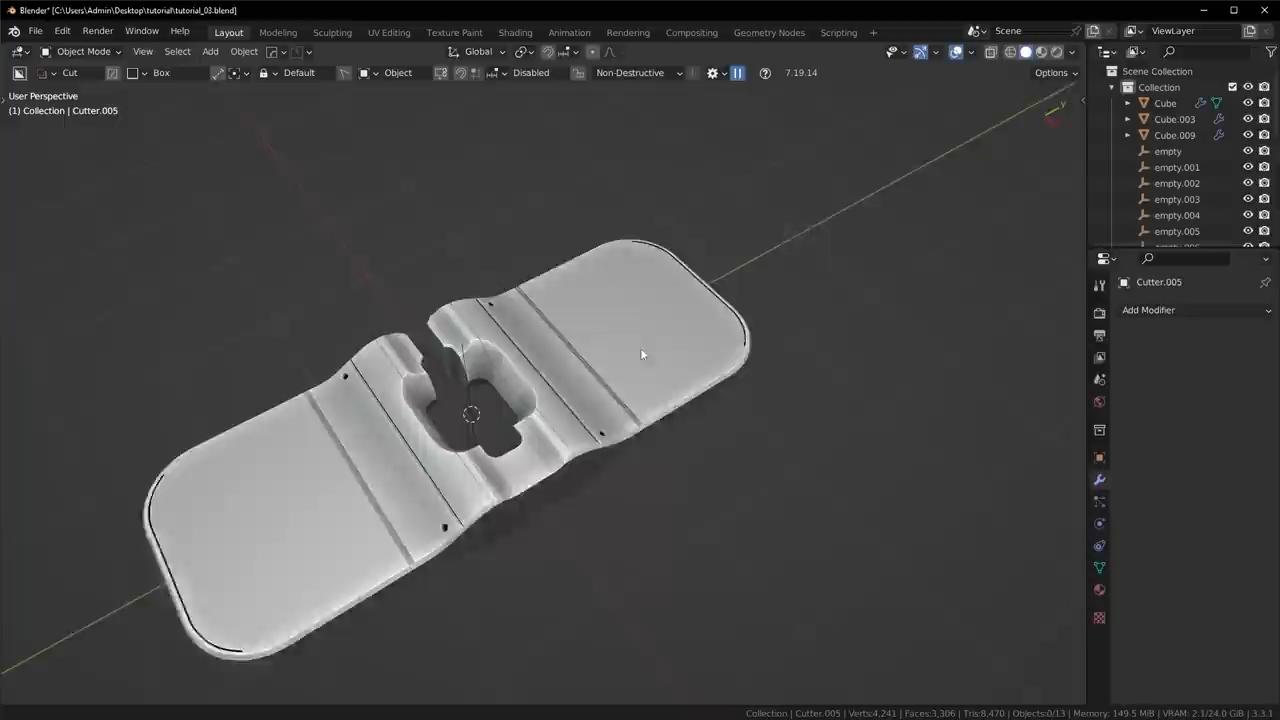 Blender* [C:\Users\Admin\Desktop\tutorial\tutorial_03.blend]
File Edit Render Window Help Layout Modeling Sculpting UV Editing Texture Paint Shading Animation Rendering Compositing Geometry Nodes Scripting + Scene ViewLayer
Object Mode View Select Add Object Global
Cut Box Default Object Disabled Non-Destructive 7.19.14 Options
User Perspective
(1) Collection | Cutter.005
Y
Scene Collection
Collection
Cube
Cube.003
Cube.009
empty
empty.001
empty.002
empty.003
empty.004
empty.005
Cutter.005
Add Modifier
Collection | Cutter.005 | Verts:4,241 | Faces:3,306 | Tris:8,470 | Objects:0/13 | Memory: 149.5 MiB | VRAM: 2.1/24.0 GiB | 3.3.1